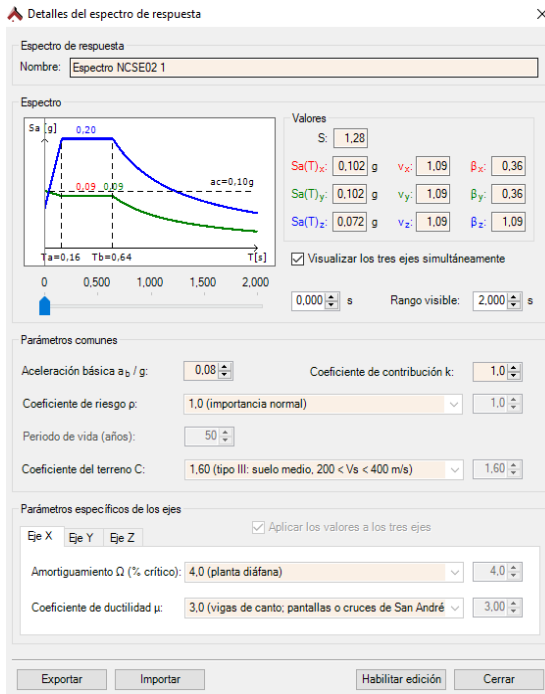 Detalles del espectro de respuesta
Espectro de respuesta
Nombre: Espectro NCSE02 1
Espectro
Sa [g]
0,20
0,09 0,09
ac=0,10g
Ta=0,16 Tb=0,64 T[s]
0 0,500 1,000 1,500 2,000
Valores
S: 1,28
Sa(T)x: 0,102 g νx: 1,09 βx: 0,36
Sa(T)y: 0,102 g νy: 1,09 βy: 0,36
Sa(T)z: 0,072 g νz: 1,09 βz: 1,09
Visualizar los tres ejes simultáneamente
0,000 s Rango visible: 2,000 s
Parámetros comunes
Aceleración básica ab / g: 0,08 Coeficiente de contribución k: 1,0
Coeficiente de riesgo ρ: 1,0 (importancia normal) 1,0
Periodo de vida (años): 50
Coeficiente del terreno C: 1,60 (tipo III: suelo medio, 200 < Vs < 400 m/s) 1,60
Parámetros específicos de los ejes
Aplicar los valores a los tres ejes
Eje X Eje Y Eje Z
Amortiguamiento Ω (% crítico): 4,0 (planta diáfana) 4,0
Coeficiente de ductilidad μ: 3,0 (vigas de canto; pantallas o cruces de San André 3,00
Exportar Importar Habilitar edición Cerrar